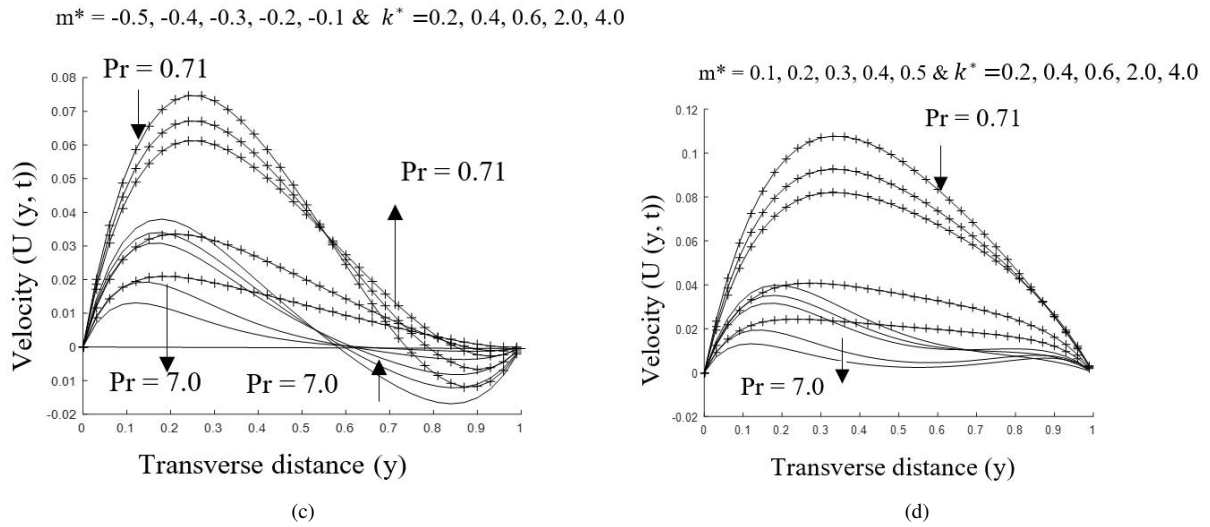 m* = -0.5, -0.4, -0.3, -0.2, -0.1 & k* =0.2, 0.4, 0.6, 2.0, 4.0
Pr = 0.71
Pr = 0.71
Pr = 7.0
Pr = 7.0
Velocity (U (y, t))
0.08
0.07
0.06
0.05
0.04
0.03
0.02
0.01
0
0.01
-0.02
0
0.1
0.2
0.3
0.4
0.5
0.6
0.7
0.8
0.9
1
Transverse distance (y)
(c)
m* = 0.1, 0.2, 0.3, 0.4, 0.5 & k* =0.2, 0.4, 0.6, 2.0, 4.0
Pr = 0.71
Pr = 7.0
Velocity (U (y, t))
0.12
0.1
0.08
0.06
0.04
0.02
0
-0.02
0
0.1
0.2
0.3
0.4
0.5
0.6
0.7
0.8
0.9
1
Transverse distance (y)
(d)